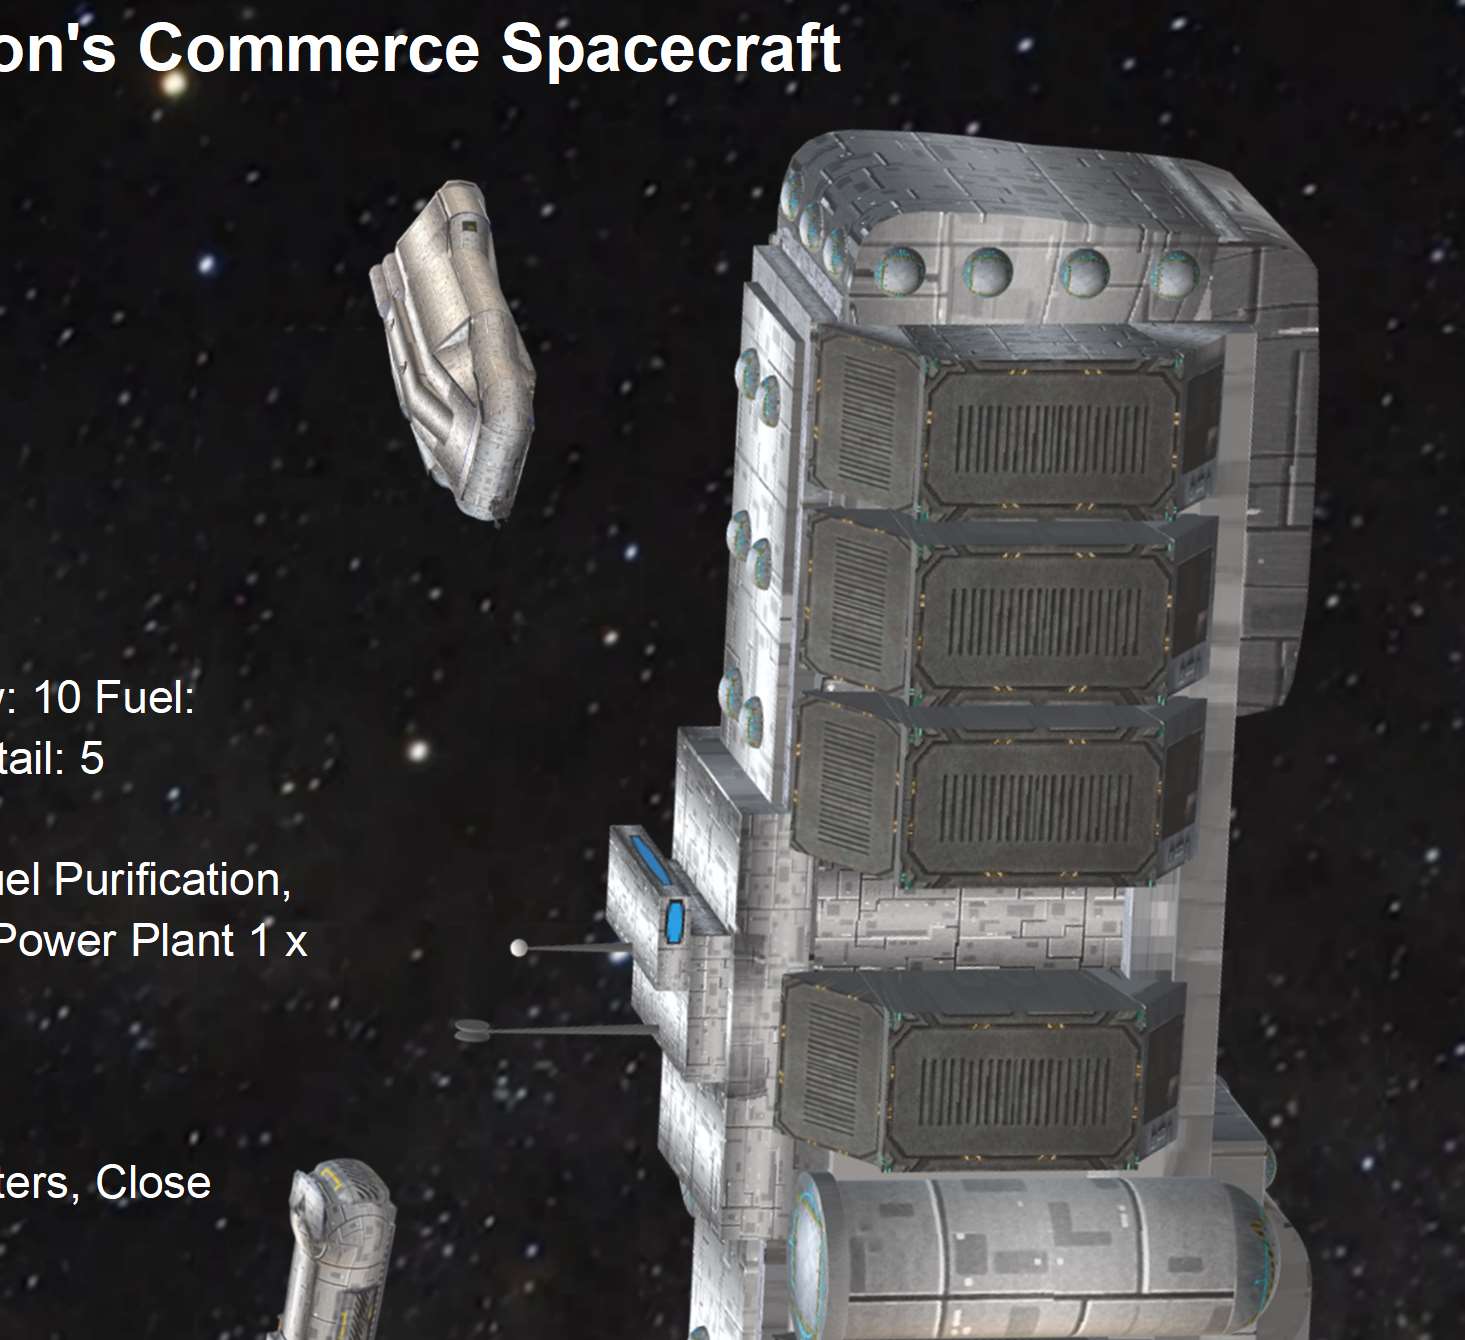 on's Commerce Spacecraft
y: 10 Fuel:
tail: 5
uel Purification,
Power Plant 1 x
ters, Close